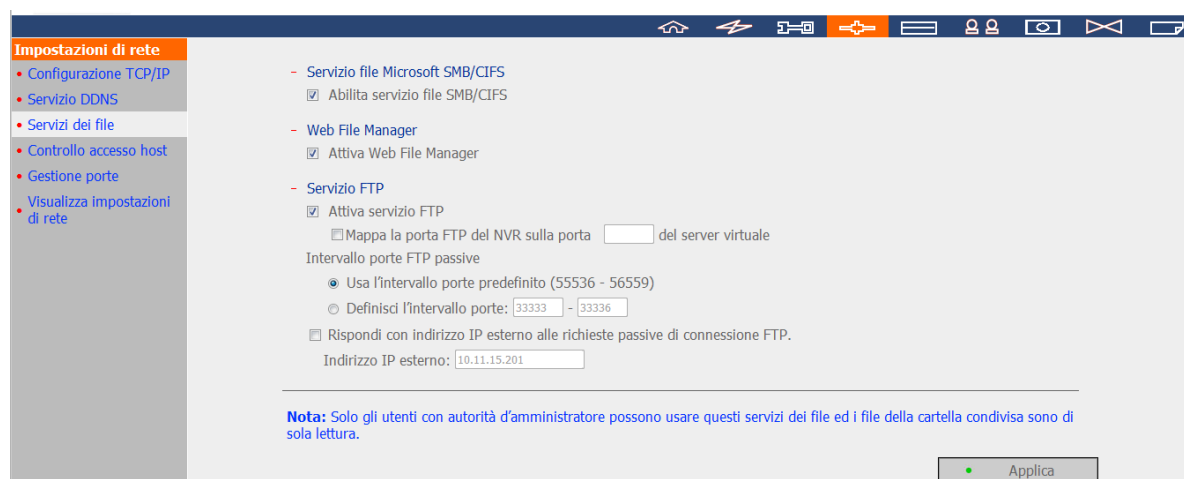 Impostazioni di rete
• Configurazione TCP/IP
• Servizio DDNS
• Servizi dei file
• Controllo accesso host
• Gestione porte
• Visualizza impostazioni
di rete
– Servizio file Microsoft SMB/CIFS
Abilita servizio file SMB/CIFS
– Web File Manager
Attiva Web File Manager
– Servizio FTP
Attiva servizio FTP
Mappa la porta FTP del NVR sulla porta del server virtuale
Intervallo porte FTP passive
Usa l'intervallo porte predefinito (55536 - 56559)
Definisci l'intervallo porte: 33333 - 33336
Rispondi con indirizzo IP esterno alle richieste passive di connessione FTP.
Indirizzo IP esterno: 10.11.15.201
Nota: Solo gli utenti con autorità d'amministratore possono usare questi servizi dei file ed i file della cartella condivisa sono di
sola lettura.
• Applica